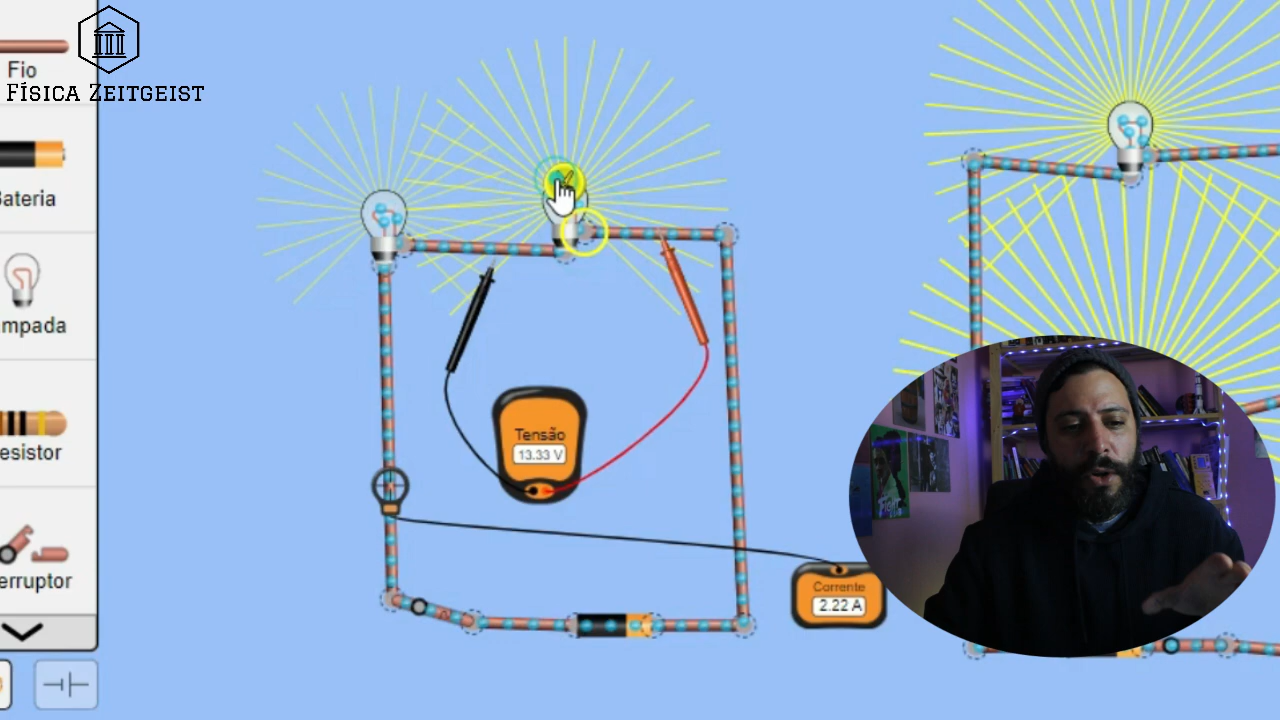 Fio
FÍSICA ZEITGEIST
Bateria
mpada
esistor
erruptor
Tensão
13.33 V
Corrente
2.22 A